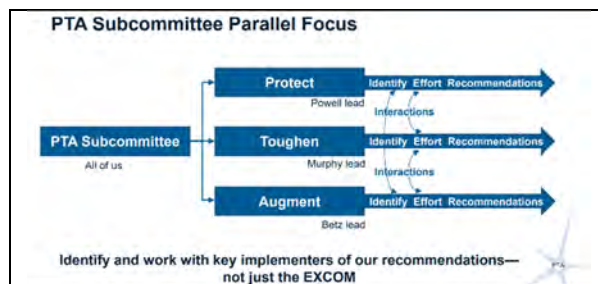 PTA Subcommittee Parallel Focus
Protect
Identify Effort Recommendations
Powell lead
Interactions
PTA Subcommittee
Toughen
Identify Effort Recommendations
All of us
Murphy lead
Interactions
Augment
Identify Effort Recommendations
Betz lead
Identify and work with key implementers of our recommendations—
not just the EXCOM
PTA